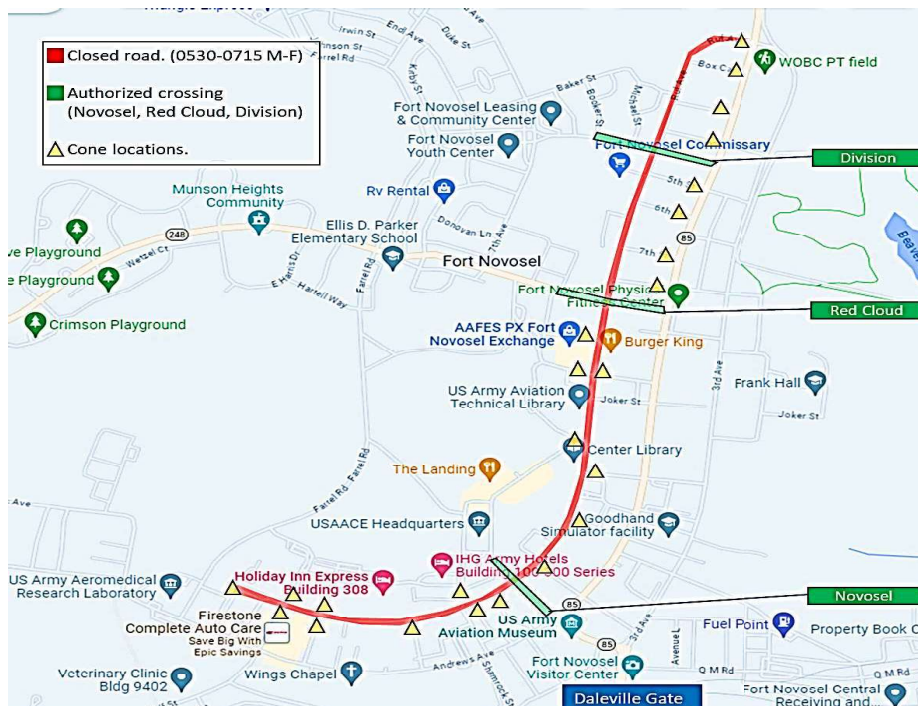 Closed road. (0530-0715 M-F)
Authorized crossing
(Novosel, Red Cloud, Division)
Cone locations.
Irwin St
Johnson St
Farrel Rd
Endl Ave
Duke St
Kirby St
Ruf A
Ruf Ave
Box C
WOBC PT field
Baker St
Booker St
Michael St
Fort Novosel Leasing
& Community Center
Fort Novosel
Youth Center
Fort Novosel Commissary
Division
5th
Rv Rental
Munson Heights
Community
6th
Donovan Ln
7th Ave
Ellis D. Parker
Elementary School
248
85
ve Playground
Wetzel Ct
E Harris Dr
Farrel Rd
7th
Beaver
Fort Novosel
e Playground
Harrell Way
Fort Novosel Physic
Fitness Center
Red Cloud
Crimson Playground
AAFES PX Fort
Novosel Exchange
Burger King
3rd Ave
Frank Hall
US Army Aviation
Technical Library
Joker St
Joker St
Center Library
The Landing
Farrel Rd
Farrel Rd
USAACE Headquarters
Goodhand
Simulator facility
IHG Army Hotels
Building 100-300 Series
Holiday Inn Express
Building 308
US Army Aeromedical
Research Laboratory
Novosel
85
Firestone
Complete Auto Care
Save Big With
Epic Savings
US Army
Aviation Museum
3rd Ave
Avenue L
Fuel Point
Property Book O
Andrews Ave
Shamrock St
Veterinary Clinic
Bldg 9402
Wings Chapel
Fort Novosel
Visitor Center
Q M Rd
Q M Rd
Daleville Gate
Fort Novosel Central
Receiving and...